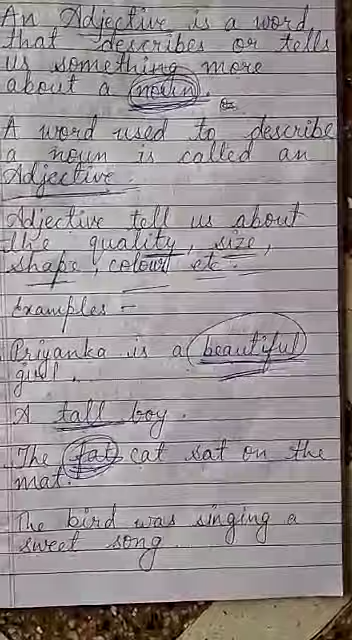 An Adjective is a word
that describes or tells
us something more
about a noun.
A word used to describe
a noun is called an
Adjective.
Adjective tell us about
the quality, size,
shape, colour etc.
Examples -
Priyanka is a beautiful
girl.
A tall boy.
The fat cat sat on the
mat.
The bird was singing a
sweet song.